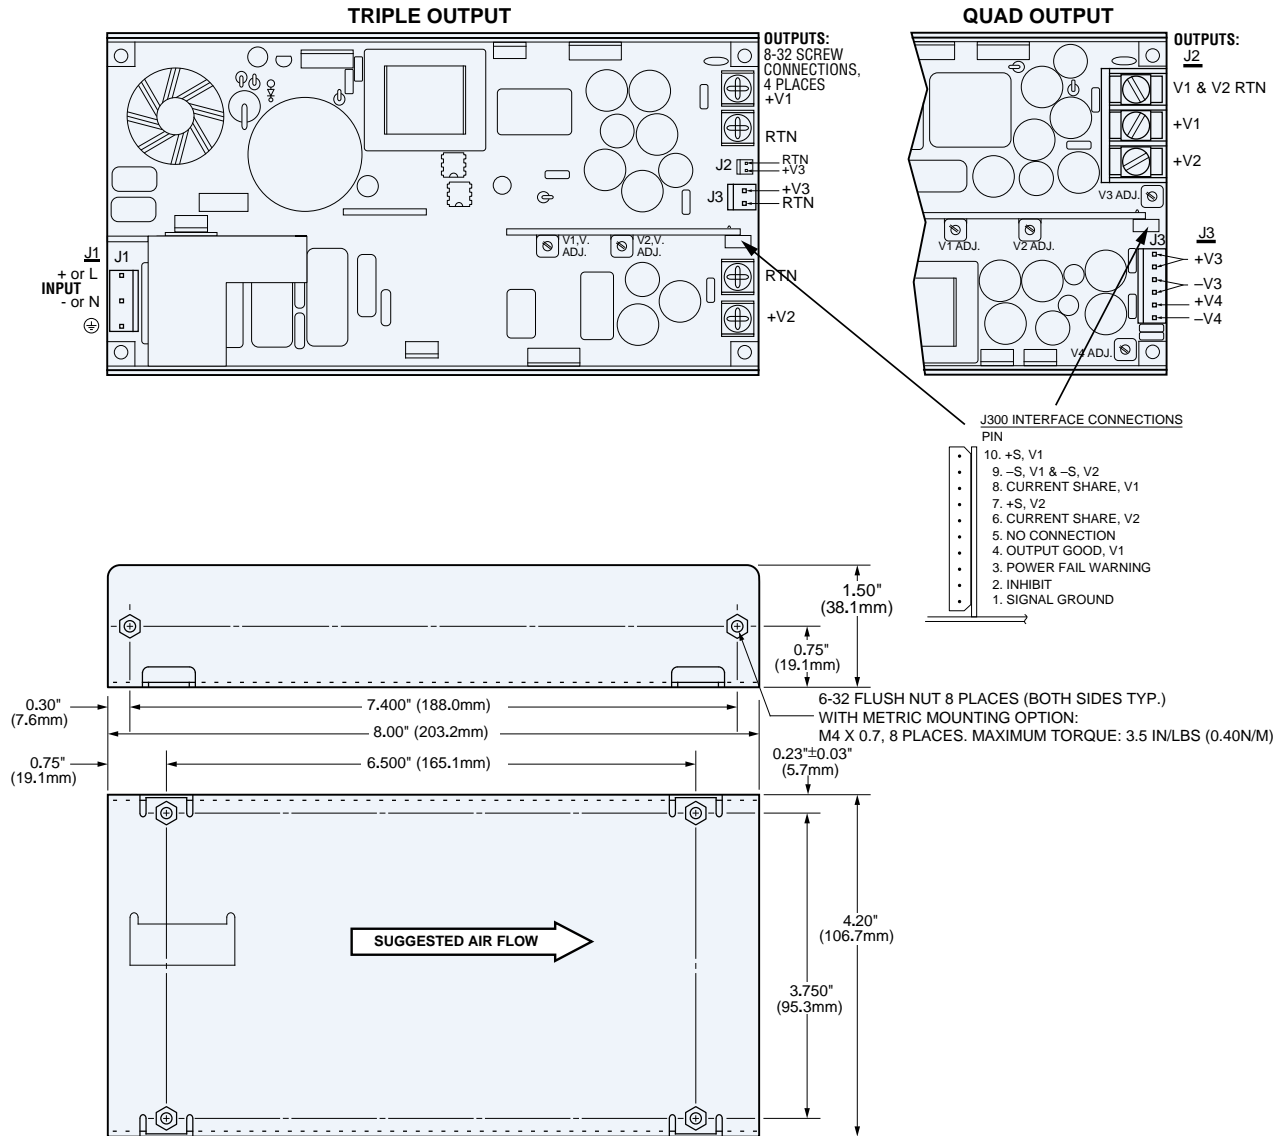 TRIPLE OUTPUT
QUAD OUTPUT
OUTPUTS:
8-32 SCREW
CONNECTIONS,
4 PLACES
+V1
RTN
J2
RTN
+V3
J3
+V3
RTN
V1,V.
ADJ.
V2,V.
ADJ.
RTN
+V2
J1
J1
+ or L
INPUT
- or N
OUTPUTS:
J2
V1 & V2 RTN
+V1
+V2
V3 ADJ.
V1 ADJ.
V2 ADJ.
J3
J3
+V3
–V3
+V4
–V4
V4 ADJ.
J300 INTERFACE CONNECTIONS
PIN
10. +S, V1
9. –S, V1 & –S, V2
8. CURRENT SHARE, V1
7. +S, V2
6. CURRENT SHARE, V2
5. NO CONNECTION
4. OUTPUT GOOD, V1
3. POWER FAIL WARNING
2. INHIBIT
1. SIGNAL GROUND
1.50"
(38.1mm)
0.75"
(19.1mm)
0.30"
(7.6mm)
7.400" (188.0mm)
8.00" (203.2mm)
6-32 FLUSH NUT 8 PLACES (BOTH SIDES TYP.)
WITH METRIC MOUNTING OPTION:
M4 X 0.7, 8 PLACES. MAXIMUM TORQUE: 3.5 IN/LBS (0.40N/M)
0.75"
(19.1mm)
6.500" (165.1mm)
0.23"±0.03"
(5.7mm)
SUGGESTED AIR FLOW
4.20"
(106.7mm)
3.750"
(95.3mm)